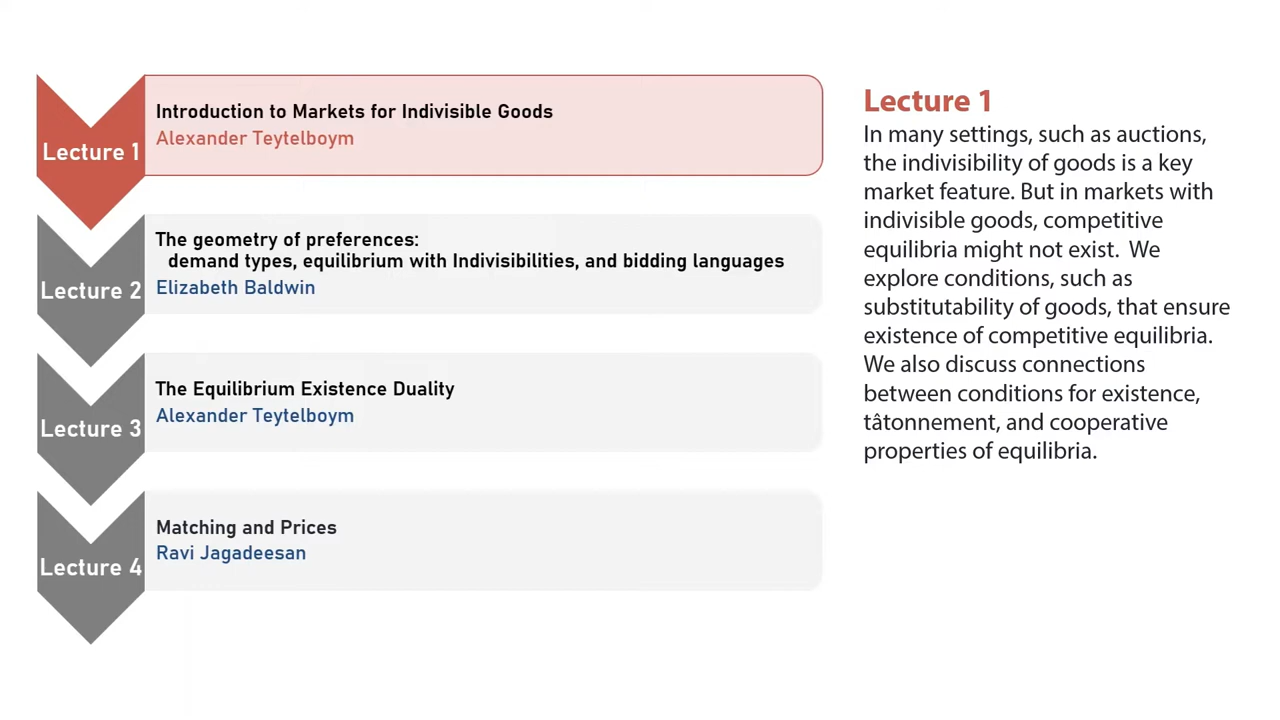 Lecture 1
Introduction to Markets for Indivisible Goods
Alexander Teytelboym
Lecture 2
The geometry of preferences:
demand types, equilibrium with Indivisibilities, and bidding languages
Elizabeth Baldwin
Lecture 3
The Equilibrium Existence Duality
Alexander Teytelboym
Lecture 4
Matching and Prices
Ravi Jagadeesan
Lecture 1
In many settings, such as auctions,
the indivisibility of goods is a key
market feature. But in markets with
indivisible goods, competitive
equilibria might not exist.  We
explore conditions, such as
substitutability of goods, that ensure
existence of competitive equilibria.
We also discuss connections
between conditions for existence,
tâtonnement, and cooperative
properties of equilibria.